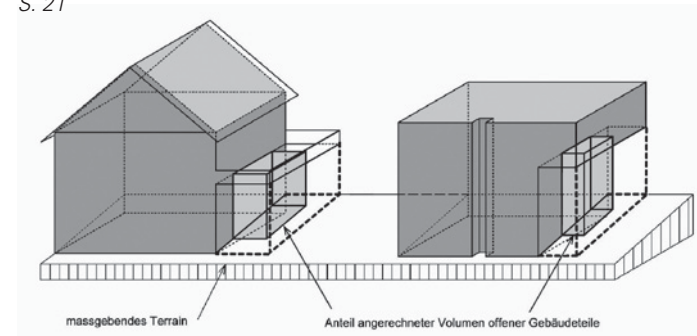 S. 21
massgebendes Terrain
Anteil angerechneter Volumen offener Gebäudeteile